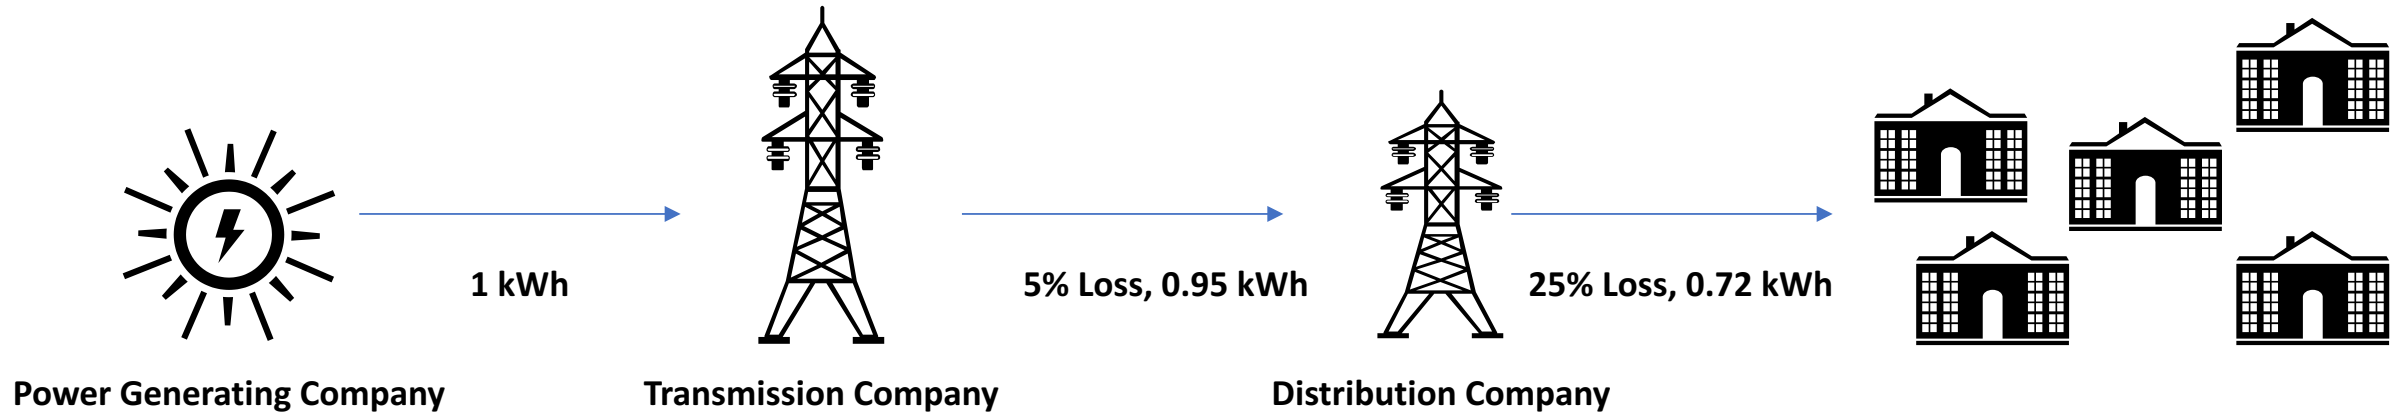 1 kWh
5% Loss, 0.95 kWh
25% Loss, 0.72 kWh
Power Generating Company
Transmission Company
Distribution Company